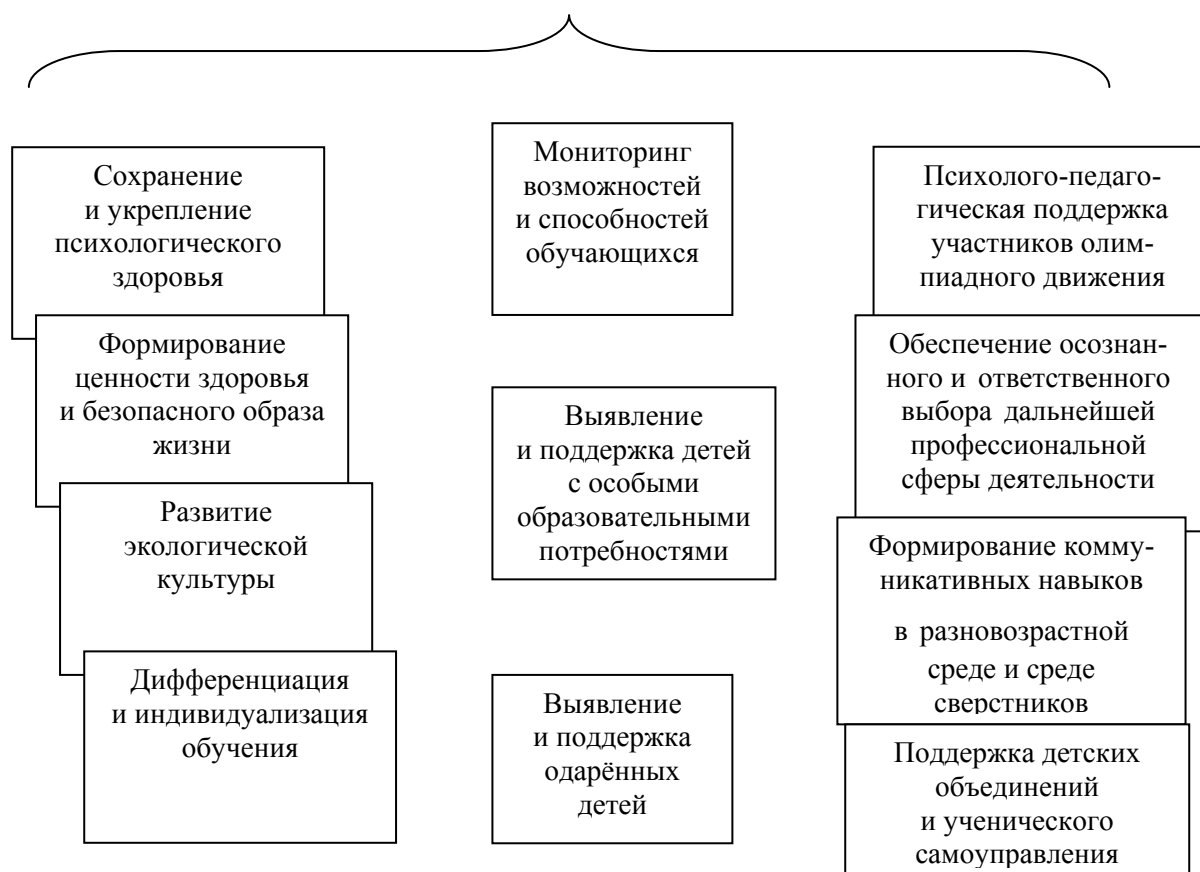 Сохранение
и укрепление
психологического
здоровья
Формирование
ценности здоровья
и безопасного образа
жизни
Развитие
экологической
культуры
Дифференциация
и индивидуализация
обучения
Мониторинг
возможностей
и способностей
обучающихся
Выявление
и поддержка детей
с особыми
образовательными
потребностями
Выявление
и поддержка
одарённых
детей
Психолого-педаго-
гическая поддержка
участников олим-
пиадного движения
Обеспечение осознан-
ного и ответственного
выбора дальнейшей
профессиональной
сферы деятельности
Формирование комму-
никативных навыков
в разновозрастной
среде и среде
сверстников
Поддержка детских
объединений
и ученического
самоуправления